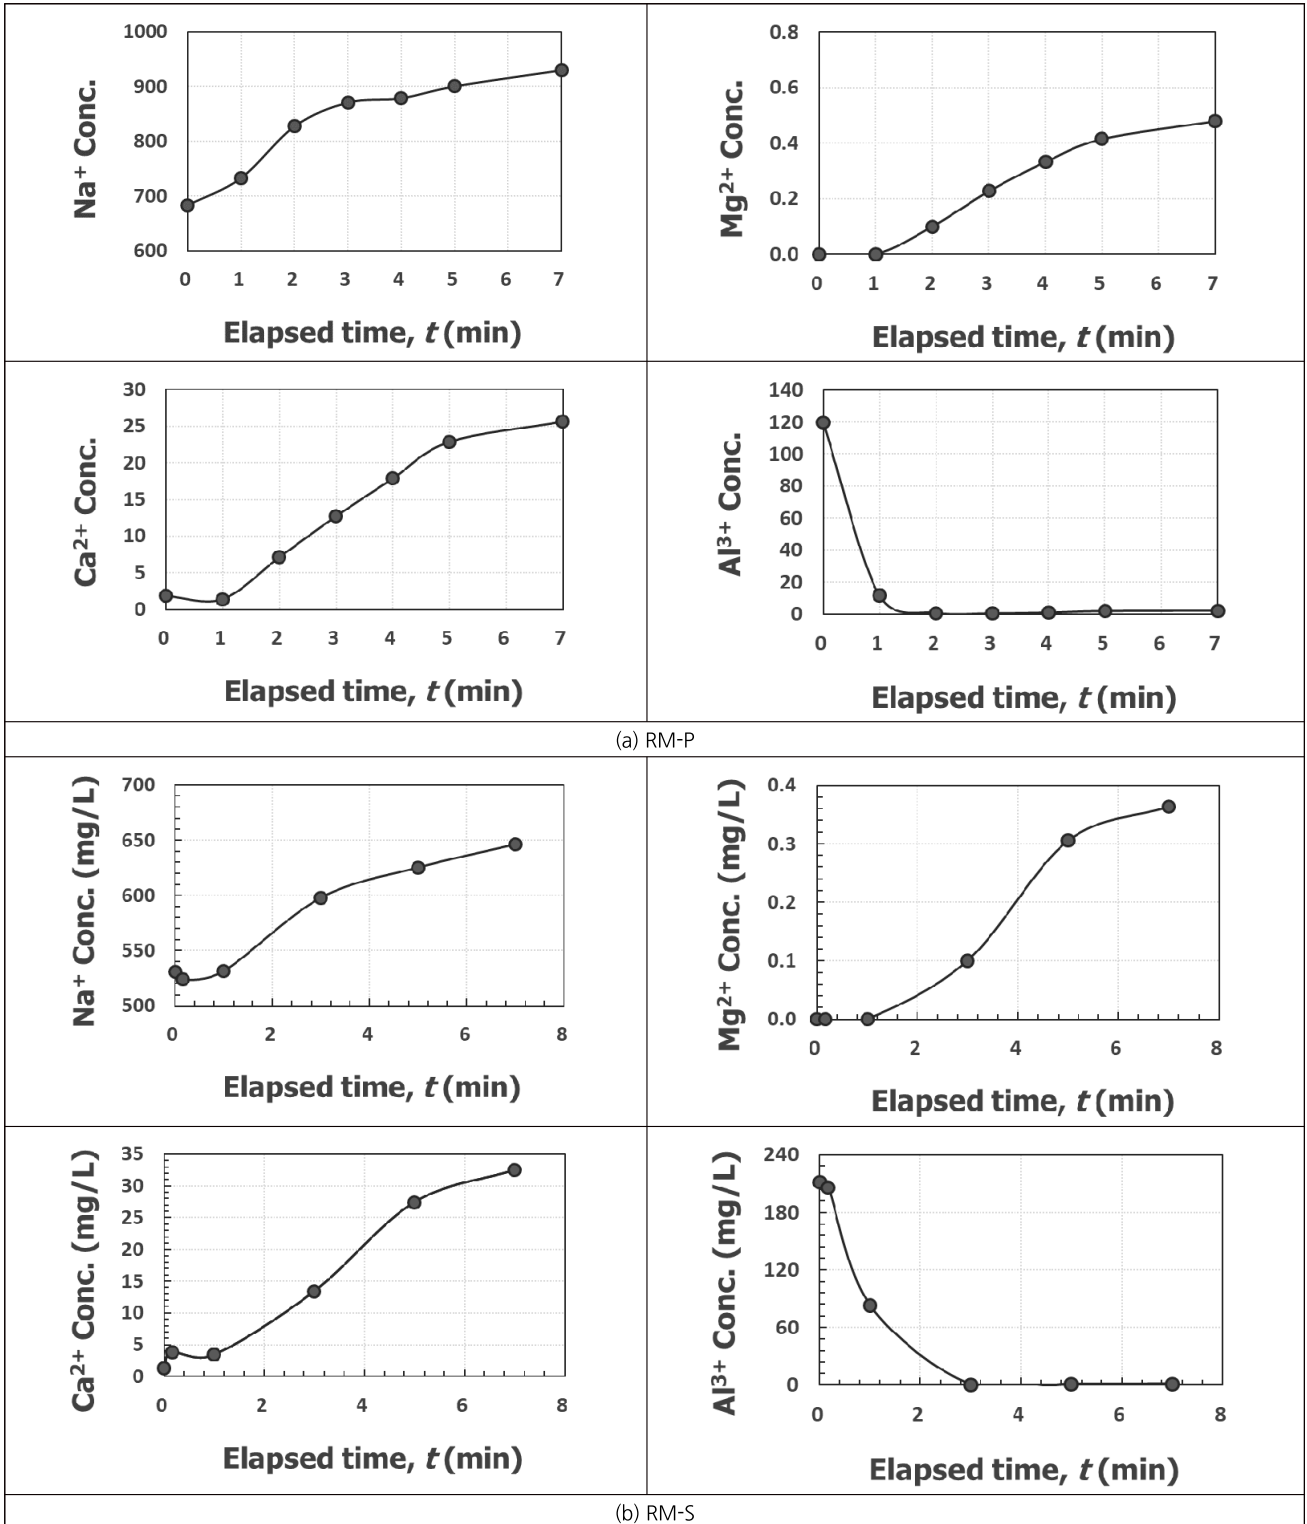 Na⁺ Conc.
1000
900
800
700
600
0 1 2 3 4 5 6 7
Elapsed time, t (min)
Mg²⁺ Conc.
0.8
0.6
0.4
0.2
0.0
0 1 2 3 4 5 6 7
Elapsed time, t (min)
Ca²⁺ Conc.
30
25
20
15
10
5
0
0 1 2 3 4 5 6 7
Elapsed time, t (min)
Al³⁺ Conc.
140
120
100
80
60
40
20
0
0 1 2 3 4 5 6 7
Elapsed time, t (min)
(a) RM-P
Na⁺ Conc. (mg/L)
700
650
600
550
500
0 2 4 6 8
Elapsed time, t (min)
Mg²⁺ Conc. (mg/L)
0.4
0.3
0.2
0.1
0.0
0 2 4 6 8
Elapsed time, t (min)
Ca²⁺ Conc. (mg/L)
35
30
25
20
15
10
5
0
0 2 4 6 8
Elapsed time, t (min)
Al³⁺ Conc. (mg/L)
240
180
120
60
0
0 2 4 6 8
Elapsed time, t (min)
(b) RM-S